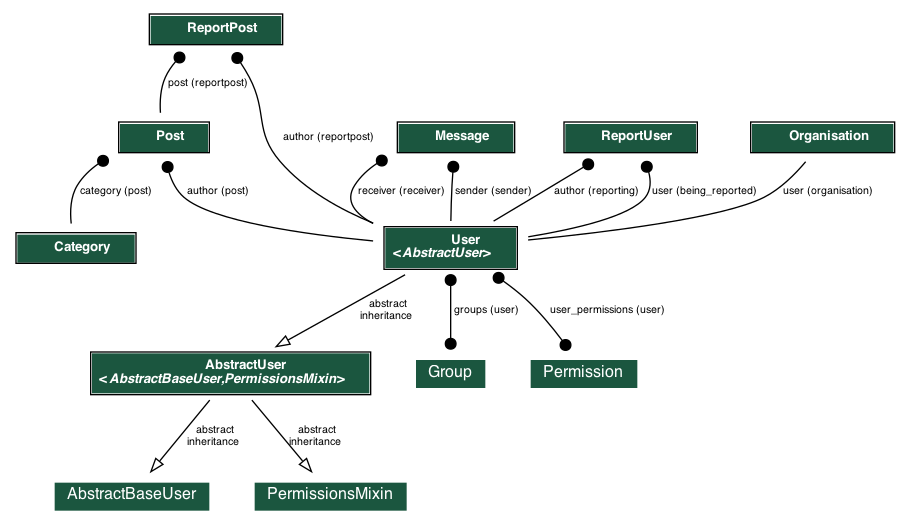 ReportPost
post (reportpost)
author (reportpost)
Post
Message
ReportUser
Organisation
category (post)
author (post)
receiver (receiver)
sender (sender)
author (reporting)
user (being_reported)
user (organisation)
Category
User
<AbstractUser>
abstract
inheritance
groups (user)
user_permissions (user)
AbstractUser
<AbstractBaseUser,PermissionsMixin>
Group
Permission
abstract
inheritance
abstract
inheritance
AbstractBaseUser
PermissionsMixin